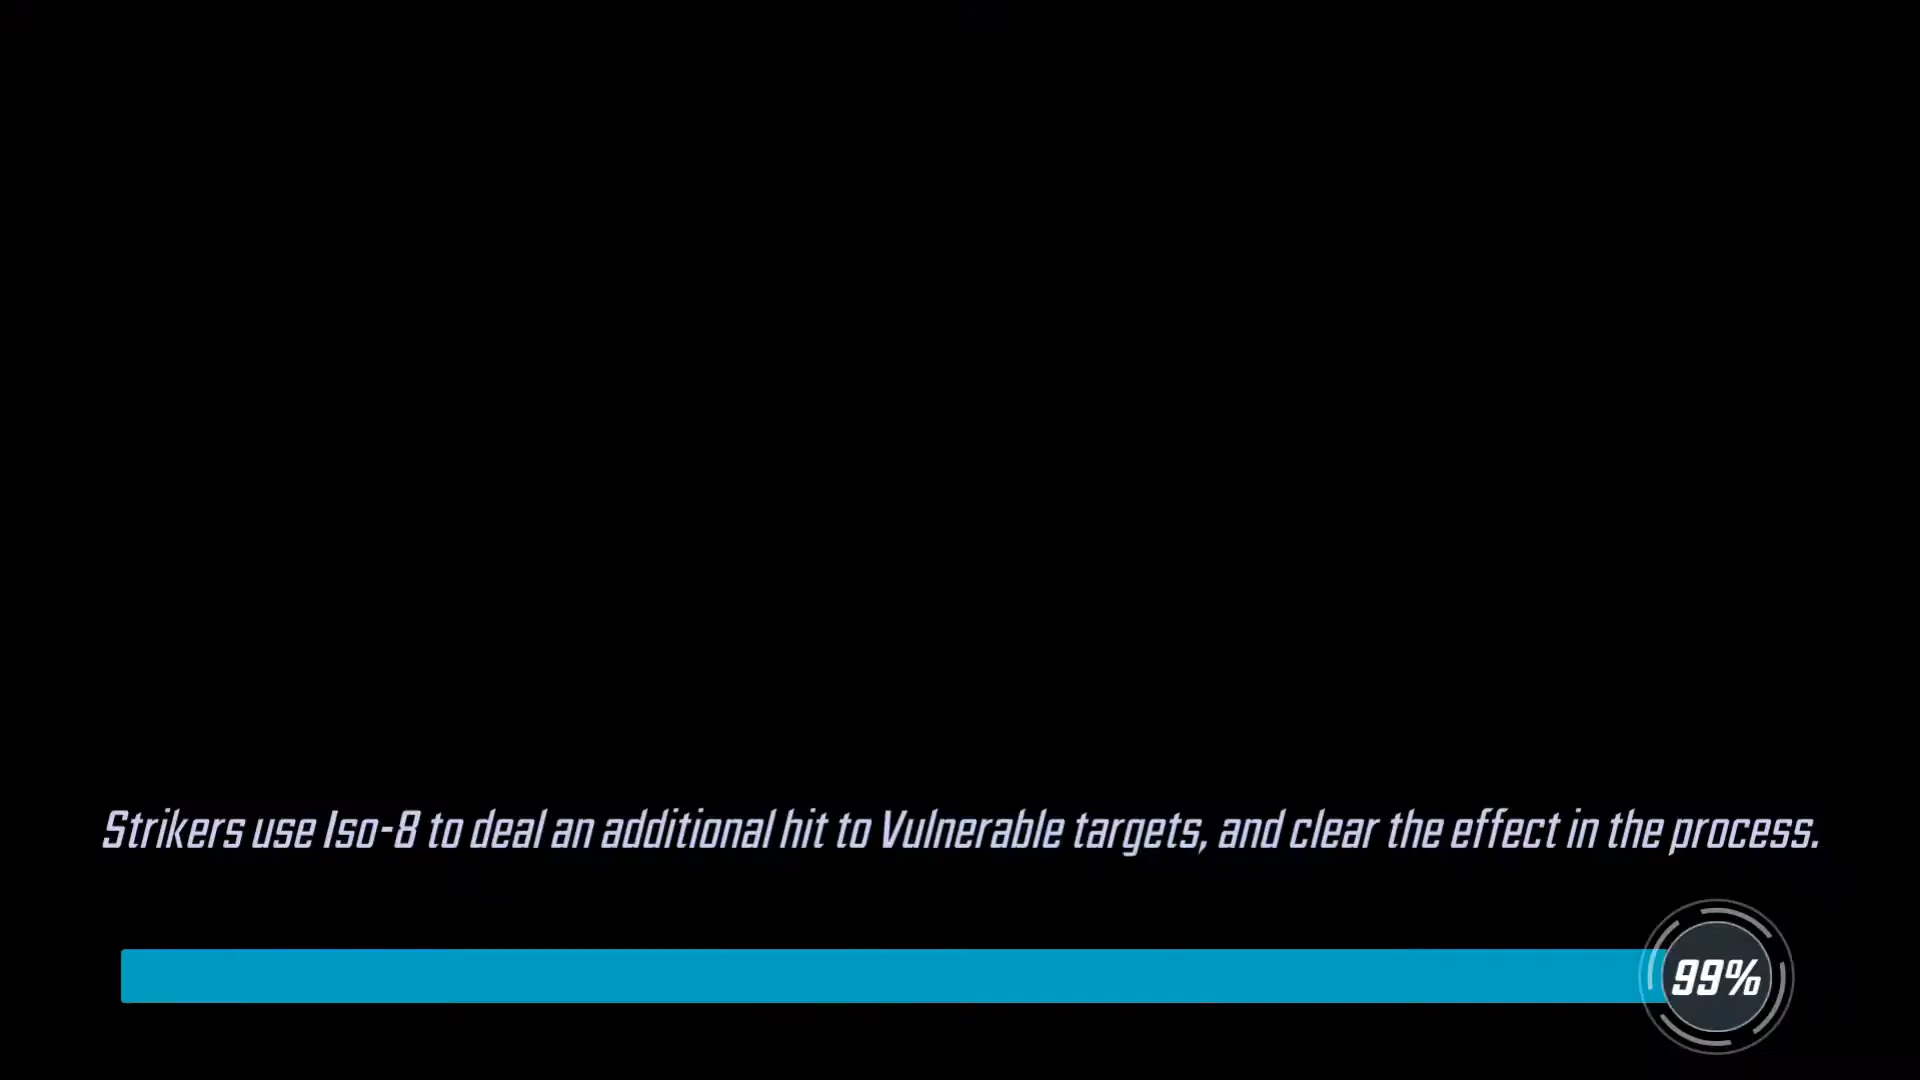 Strikers use Iso-8 to deal an additional hit to Vulnerable targets, and clear the effect in the process.
99%